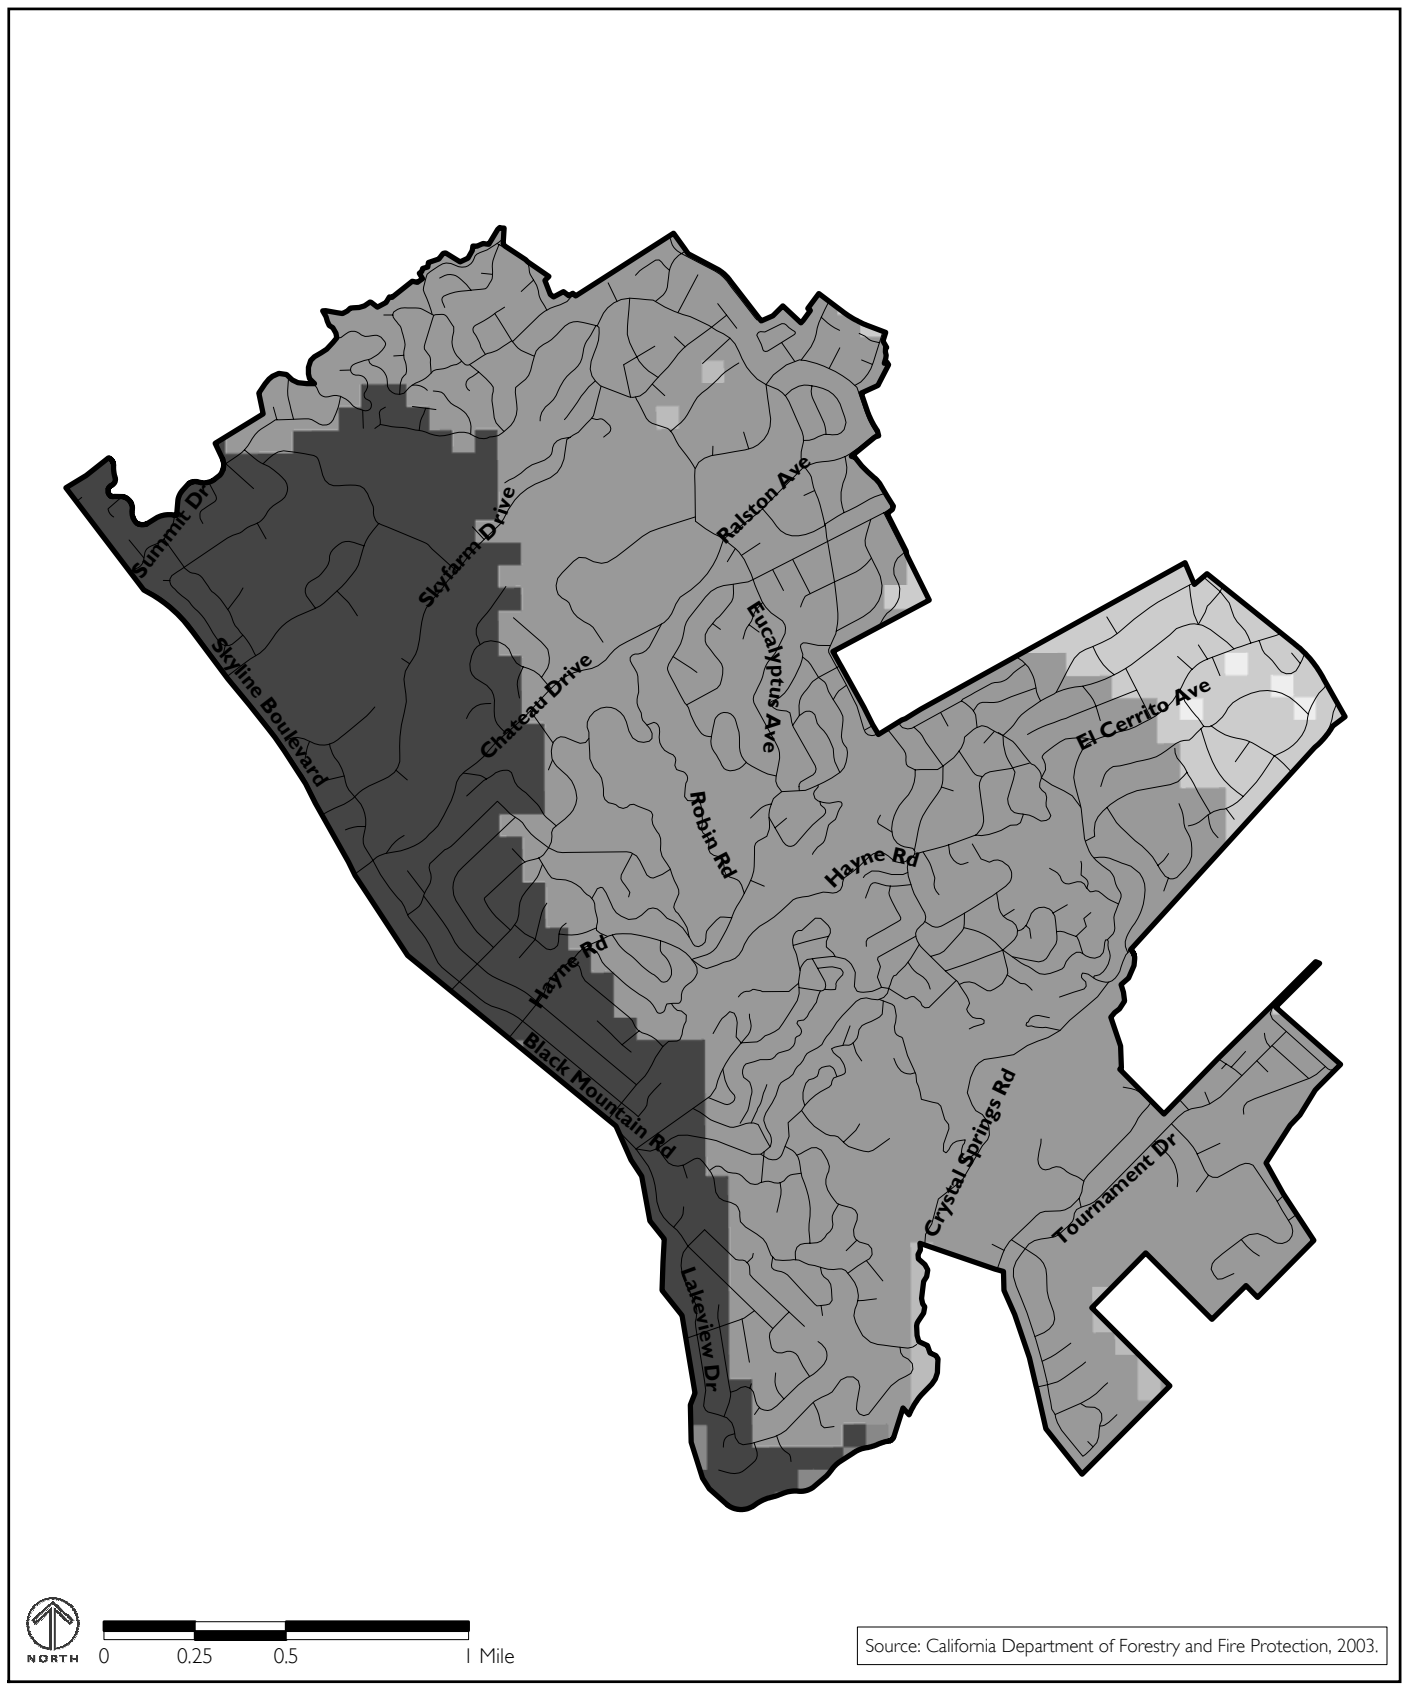 Summit Dr
Skyfarm Drive
Ralston Ave
Skyline Boulevard
Chateau Drive
Eucalyptus Ave
El Cerrito Ave
Robin Rd
Hayne Rd
Hayne Rd
Black Mountain Rd
Crystal Springs Rd
Tournament Dr
Lakeview Dr
NORTH
0 0.25 0.5 1 Mile
Source: California Department of Forestry and Fire Protection, 2003.